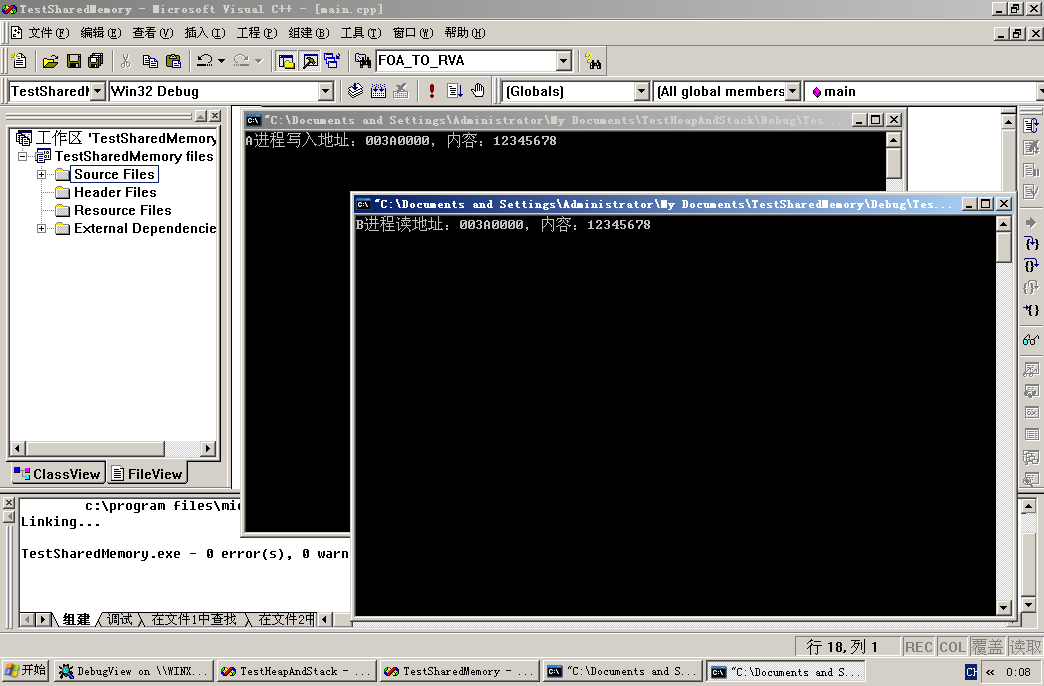 TestSharedMemory - Microsoft Visual C++ - [main.cpp]
文件(F) 编辑(E) 查看(V) 插入(I) 工程(P) 组建(B) 工具(T) 窗口(W) 帮助(H)
FOA_TO_RVA
TestSharedM Win32 Debug (Globals) (All global members main
工作区 'TestSharedMemory
TestSharedMemory files
Source Files
Header Files
Resource Files
External Dependencie
ClassView FileView
"C:\Documents and Settings\Administrator\My Documents\TestHeapAndStack\Debug\Tes...
A进程写入地址: 003A0000, 内容: 12345678
"C:\Documents and Settings\Administrator\My Documents\TestSharedMemory\Debug\Tes...
B进程读地址: 003A0000, 内容: 12345678
c:\program files\mi
Linking...
TestSharedMemory.exe - 0 error(s), 0 warn
组建 调试 在文件1中查找 在文件2中
行 18, 列 1 REC COL 覆盖 读取
开始 DebugView on \\WINX... TestHeapAndStack - ... TestSharedMemory - ... "C:\Documents and S... "C:\Documents and S... CH « 0:08